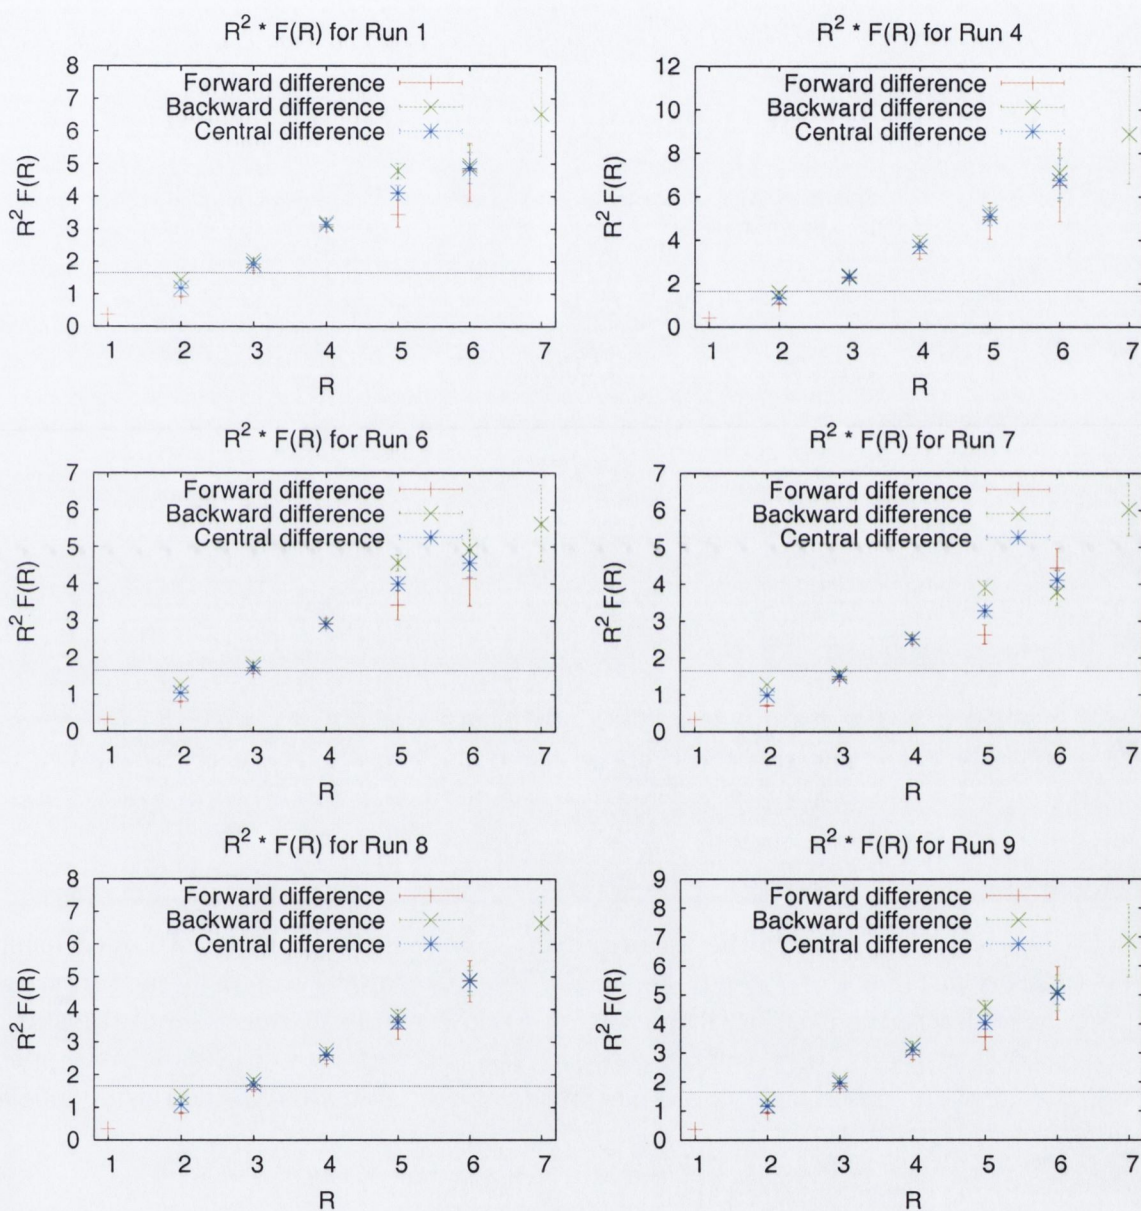 R² * F(R) for Run 1
R² F(R)
8
7
6
5
4
3
2
1
0
Forward difference
Backward difference
Central difference
1 2 3 4 5 6 7
R
R² * F(R) for Run 4
R² F(R)
12
10
8
6
4
2
0
Forward difference
Backward difference
Central difference
1 2 3 4 5 6 7
R
R² * F(R) for Run 6
R² F(R)
7
6
5
4
3
2
1
0
Forward difference
Backward difference
Central difference
1 2 3 4 5 6 7
R
R² * F(R) for Run 7
R² F(R)
7
6
5
4
3
2
1
0
Forward difference
Backward difference
Central difference
1 2 3 4 5 6 7
R
R² * F(R) for Run 8
R² F(R)
8
7
6
5
4
3
2
1
0
Forward difference
Backward difference
Central difference
1 2 3 4 5 6 7
R
R² * F(R) for Run 9
R² F(R)
9
8
7
6
5
4
3
2
1
0
Forward difference
Backward difference
Central difference
1 2 3 4 5 6 7
R